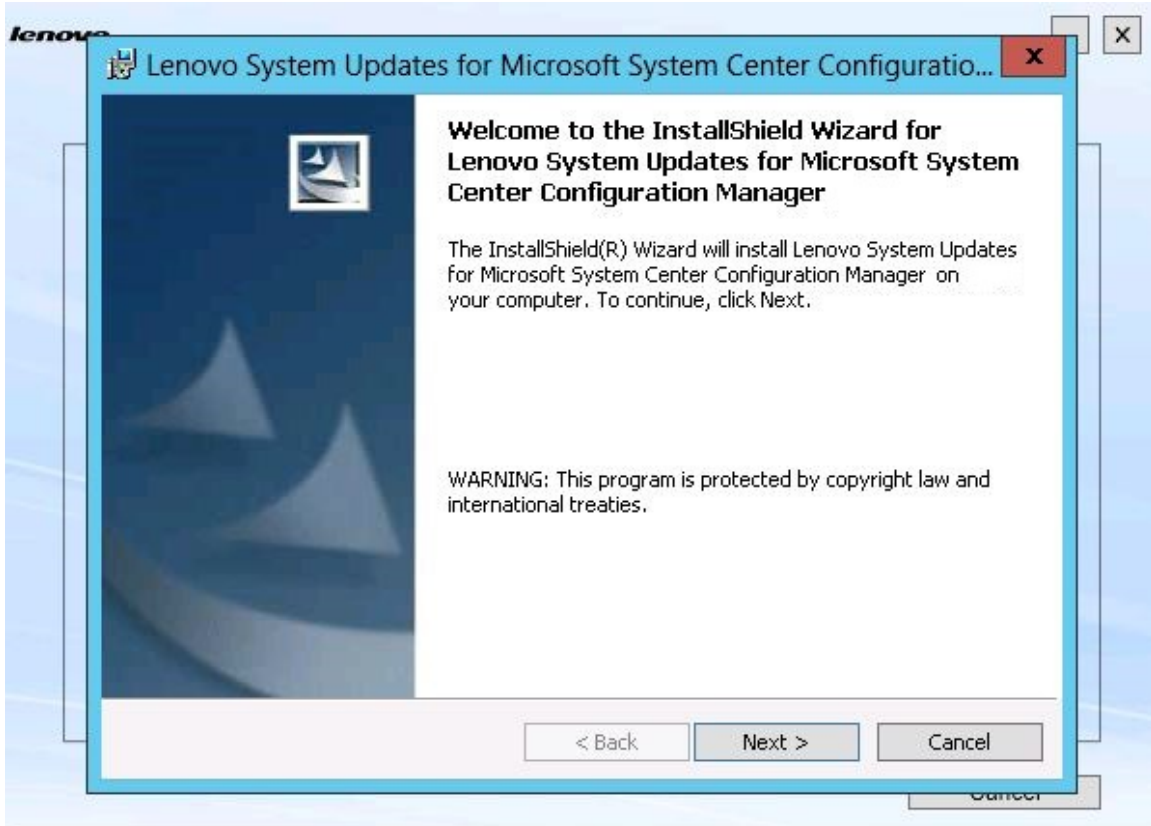 lenovo
X
Lenovo System Updates for Microsoft System Center Configuratio...
x
Welcome to the InstallShield Wizard for
Lenovo System Updates for Microsoft System
Center Configuration Manager
The InstallShield(R) Wizard will install Lenovo System Updates
for Microsoft System Center Configuration Manager on
your computer. To continue, click Next.
WARNING: This program is protected by copyright law and
international treaties.
< Back
Next >
Cancel
Cancel